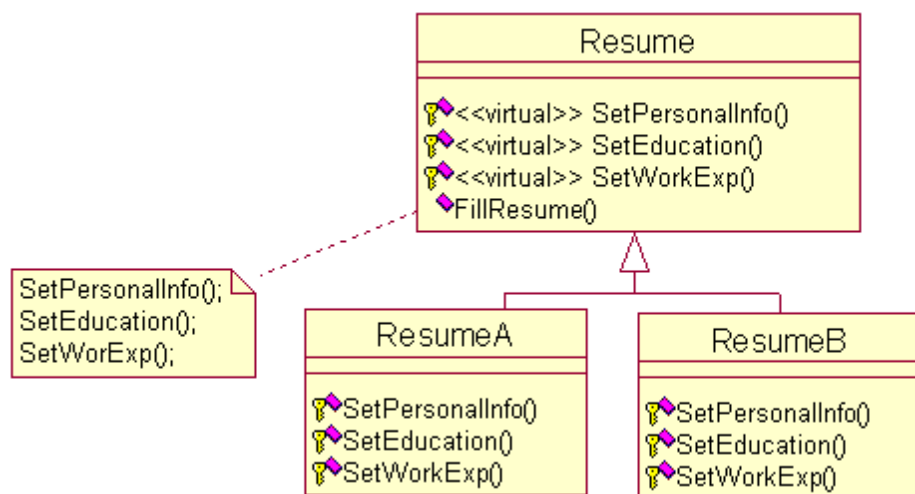 Resume
<<virtual>> SetPersonalInfo()
<<virtual>> SetEducation()
<<virtual>> SetWorkExp()
FillResume()
SetPersonalInfo();
SetEducation();
SetWorExp();
ResumeA
SetPersonalInfo()
SetEducation()
SetWorkExp()
ResumeB
SetPersonalInfo()
SetEducation()
SetWorkExp()